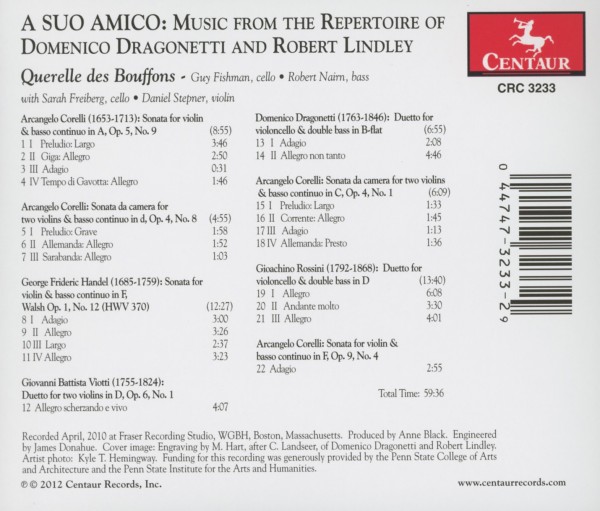 A SUO AMICO: MUSIC FROM THE REPERTOIRE OF
DOMENICO DRAGONETTI AND ROBERT LINDLEY
CENTAUR
CRC 3233
Querelle des Bouffons - Guy Fishman, cello • Robert Nairn, bass
with Sarah Freiberg, cello • Daniel Stepner, violin
Arcangelo Corelli (1653-1713): Sonata for violin
& basso continuo in A, Op. 5, No. 9 (8:55)
1 I Preludio: Largo 3:46
2 II Giga: Allegro 2:50
3 III Adagio 0:31
4 IV Tempo di Gavotta: Allegro 1:46
Arcangelo Corelli: Sonata da camera for
two violins & basso continuo in d, Op. 4, No. 8 (4:55)
5 I Preludio: Grave 1:58
6 II Allemanda: Allegro 1:52
7 III Sarabanda: Allegro 1:03
George Frideric Handel (1685-1759): Sonata for
violin & basso continuo in F,
Walsh Op. 1, No. 12 (HWV 370) (12:27)
8 I Adagio 3:00
9 II Allegro 3:26
10 III Largo 2:37
11 IV Allegro 3:23
Giovanni Battista Viotti (1755-1824):
Duetto for two violins in D, Op. 6, No. 1
12 Allegro scherzando e vivo 4:07
Domenico Dragonetti (1763-1846): Duetto for
violoncello & double bass in B-flat (6:55)
13 I Adagio 2:08
14 II Allegro non tanto 4:46
Arcangelo Corelli: Sonata da camera for two violins
& basso continuo in C, Op. 4, No. 1 (6:09)
15 I Preludio: Largo 1:33
16 II Corrente: Allegro 1:45
17 III Adagio 1:13
18 IV Allemanda: Presto 1:36
Gioachino Rossini (1792-1868): Duetto for
violoncello & double bass in D (13:40)
19 I Allegro 6:08
20 II Andante molto 3:30
21 III Allegro 4:01
Arcangelo Corelli: Sonata for violin &
basso continuo in F, Op. 9, No. 4
22 Adagio 2:55
Total Time: 59:36
0 44747-3233-2 9
Recorded April, 2010 at Fraser Recording Studio, WGBH, Boston, Massachusetts. Produced by Anne Black. Engineered
by James Donahue. Cover image: Engraving by M. Hart, after C. Landseer, of Domenico Dragonetti and Robert Lindley.
Artist photo: Kyle T. Hemingway. Funding for this recording was generously provided by the Penn State College of Arts
and Architecture and the Penn State Institute for the Arts and Humanities.
℗ © 2012 Centaur Records, Inc.
www.centaurrecords.com